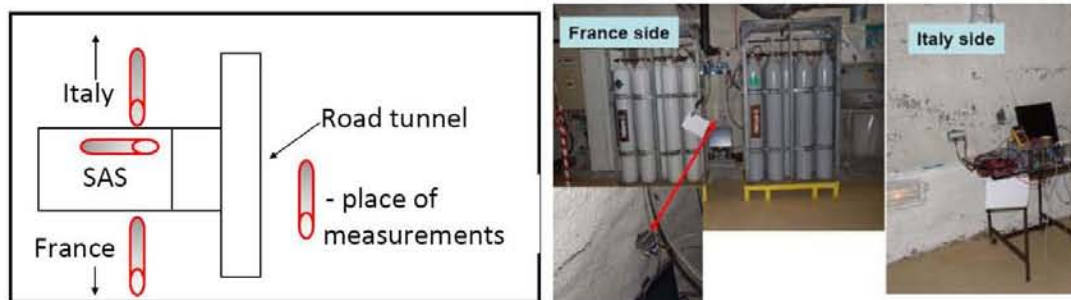 Italy
SAS
France
Road tunnel
- place of
measurements
France side
Italy side